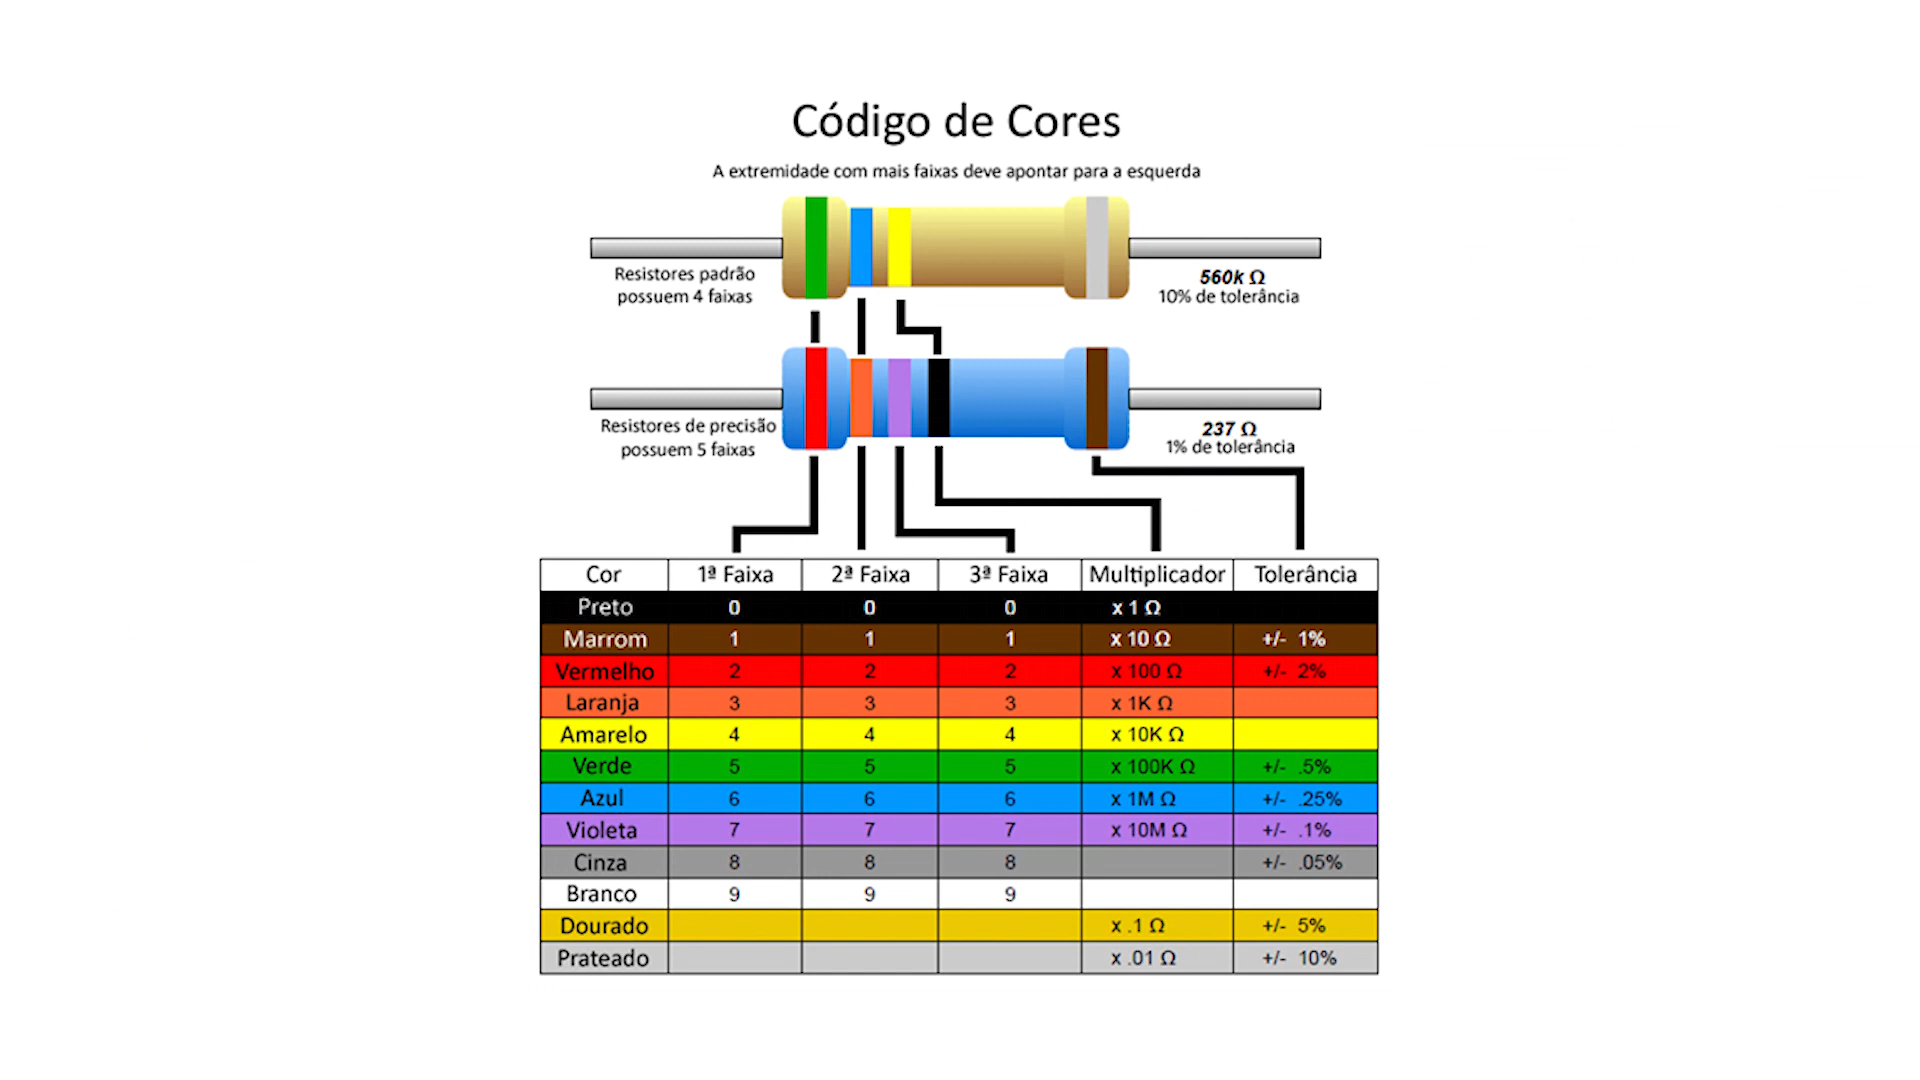 Código de Cores
A extremidade com mais faixas deve apontar para a esquerda
Resistores padrão
possuem 4 faixas
560k Ω
10% de tolerância
Resistores de precisão
possuem 5 faixas
237 Ω
1% de tolerância
Cor 1ª Faixa 2ª Faixa 3ª Faixa Multiplicador Tolerância
Preto 0 0 0 x 1 Ω
Marrom 1 1 1 x 10 Ω +/- 1%
Vermelho 2 2 2 x 100 Ω +/- 2%
Laranja 3 3 3 x 1K Ω
Amarelo 4 4 4 x 10K Ω
Verde 5 5 5 x 100K Ω +/- .5%
Azul 6 6 6 x 1M Ω +/- .25%
Violeta 7 7 7 x 10M Ω +/- .1%
Cinza 8 8 8 +/- .05%
Branco 9 9 9
Dourado x .1 Ω +/- 5%
Prateado x .01 Ω +/- 10%